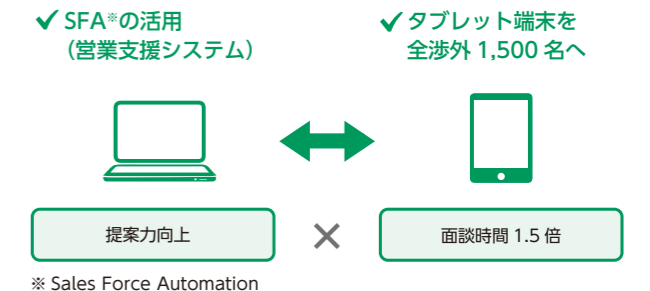 ✓ SFA※の活用
（営業支援システム）
✓ タブレット端末を
全渉外 1,500 名へ
提案力向上
×
面談時間 1.5 倍
※ Sales Force Automation